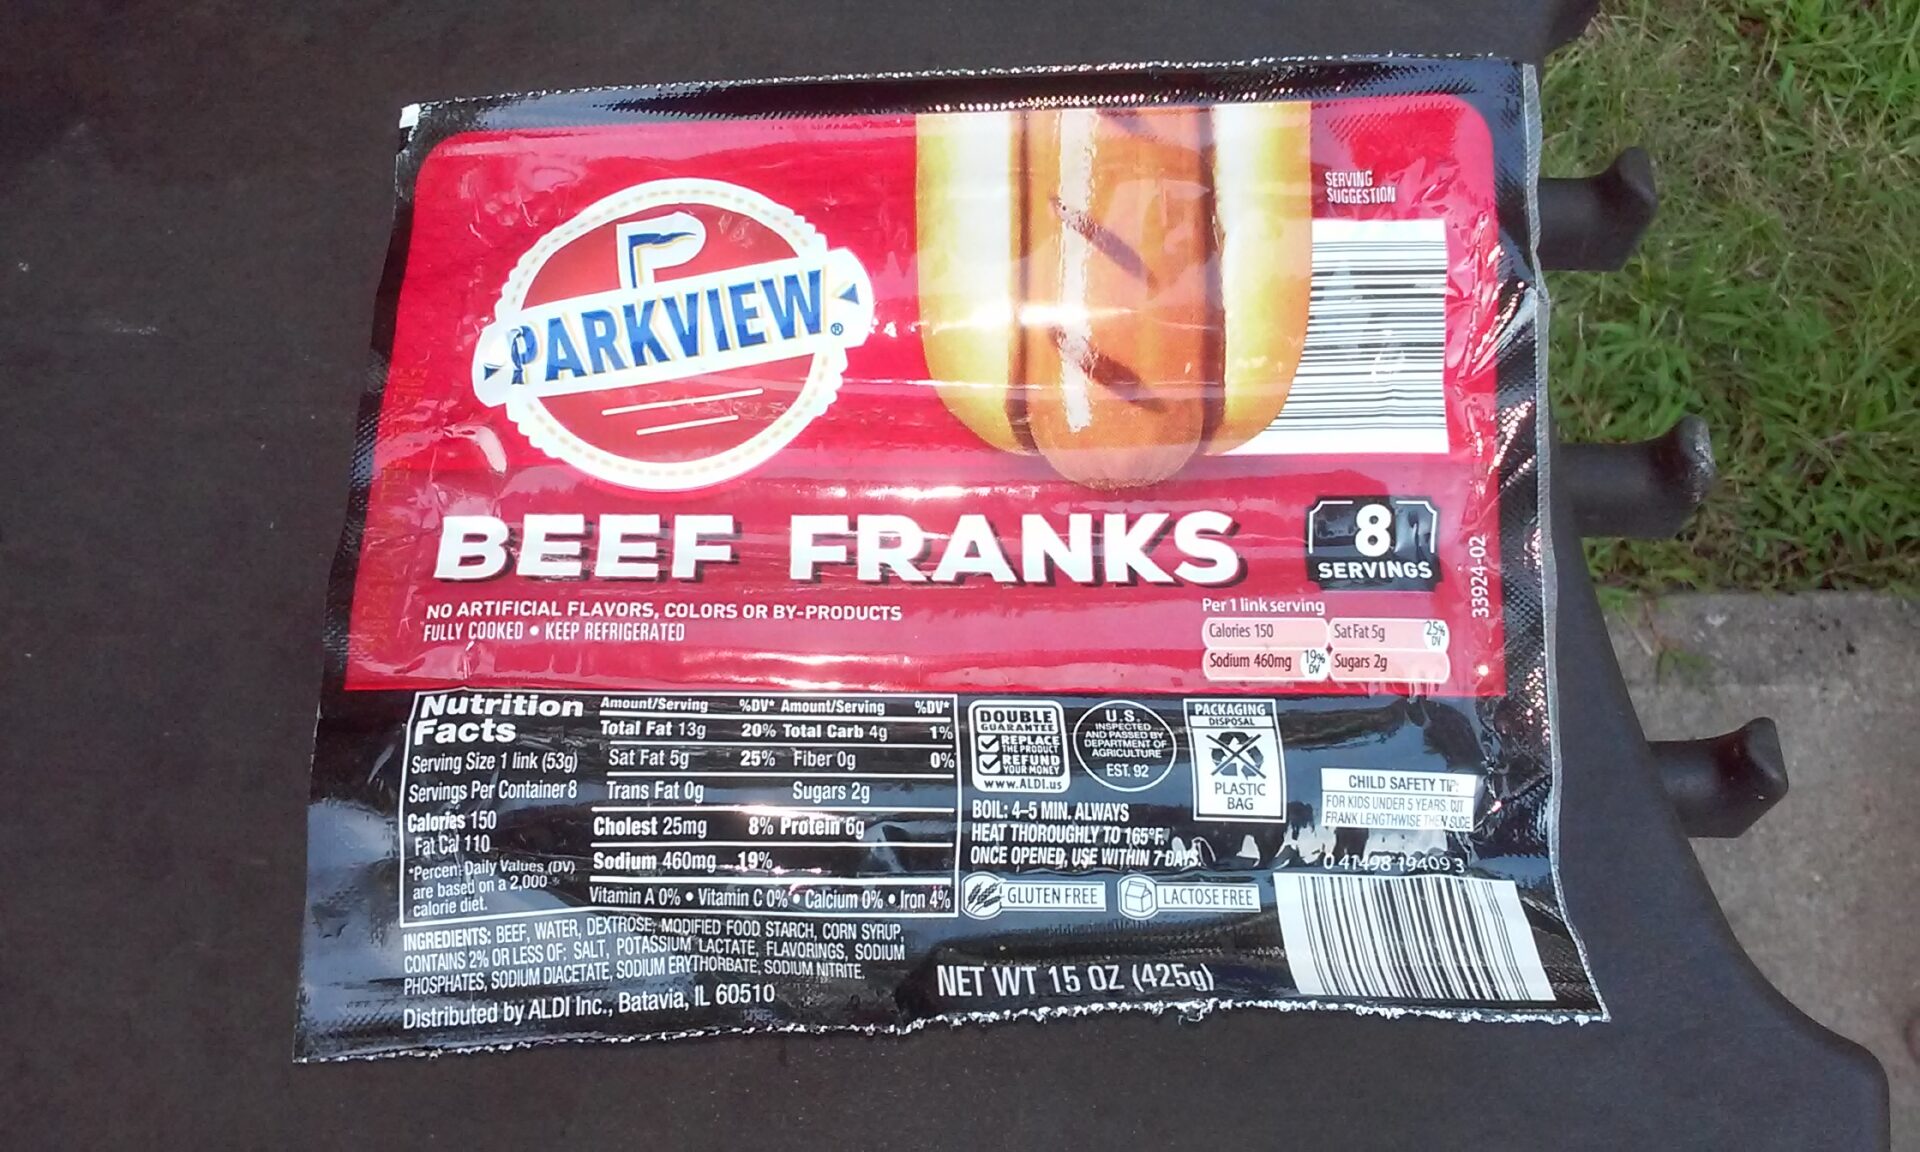 SERVING
SUGGESTION
P
PARKVIEW®
BEEF FRANKS
8
SERVINGS
33924-02
NO ARTIFICIAL FLAVORS, COLORS OR BY-PRODUCTS
FULLY COOKED • KEEP REFRIGERATED
Per 1 link serving
Calories 150
Sat Fat 5g 25% DV
Sodium 460mg 19% DV
Sugars 2g
Nutrition
Facts
Serving Size 1 link (53g)
Servings Per Container 8
Calories 150
Fat Cal 110
*Percent Daily Values (DV)
are based on a 2,000
calorie diet.
Amount/Serving %DV* Amount/Serving %DV*
Total Fat 13g 20% Total Carb 4g 1%
Sat Fat 5g 25% Fiber 0g 0%
Trans Fat 0g Sugars 2g
Cholest 25mg 8% Protein 6g
Sodium 460mg 19%
Vitamin A 0% • Vitamin C 0% • Calcium 0% • Iron 4%
INGREDIENTS: BEEF, WATER, DEXTROSE, MODIFIED FOOD STARCH, CORN SYRUP,
CONTAINS 2% OR LESS OF: SALT, POTASSIUM LACTATE, FLAVORINGS, SODIUM
PHOSPHATES, SODIUM DIACETATE, SODIUM ERYTHORBATE, SODIUM NITRITE.
Distributed by ALDI Inc., Batavia, IL 60510
DOUBLE
GUARANTEE
REPLACE
THE PRODUCT
REFUND
YOUR MONEY
www.ALDI.us
U.S.
INSPECTED
AND PASSED BY
DEPARTMENT OF
AGRICULTURE
EST. 92
PACKAGING
DISPOSAL
PLASTIC
BAG
BOIL: 4-5 MIN. ALWAYS
HEAT THOROUGHLY TO 165°F.
ONCE OPENED, USE WITHIN 7 DAYS.
GLUTEN FREE
LACTOSE FREE
CHILD SAFETY TIP:
FOR KIDS UNDER 5 YEARS, CUT
FRANK LENGTHWISE THEN SLICE
0 41498 19409 3
NET WT 15 OZ (425g)